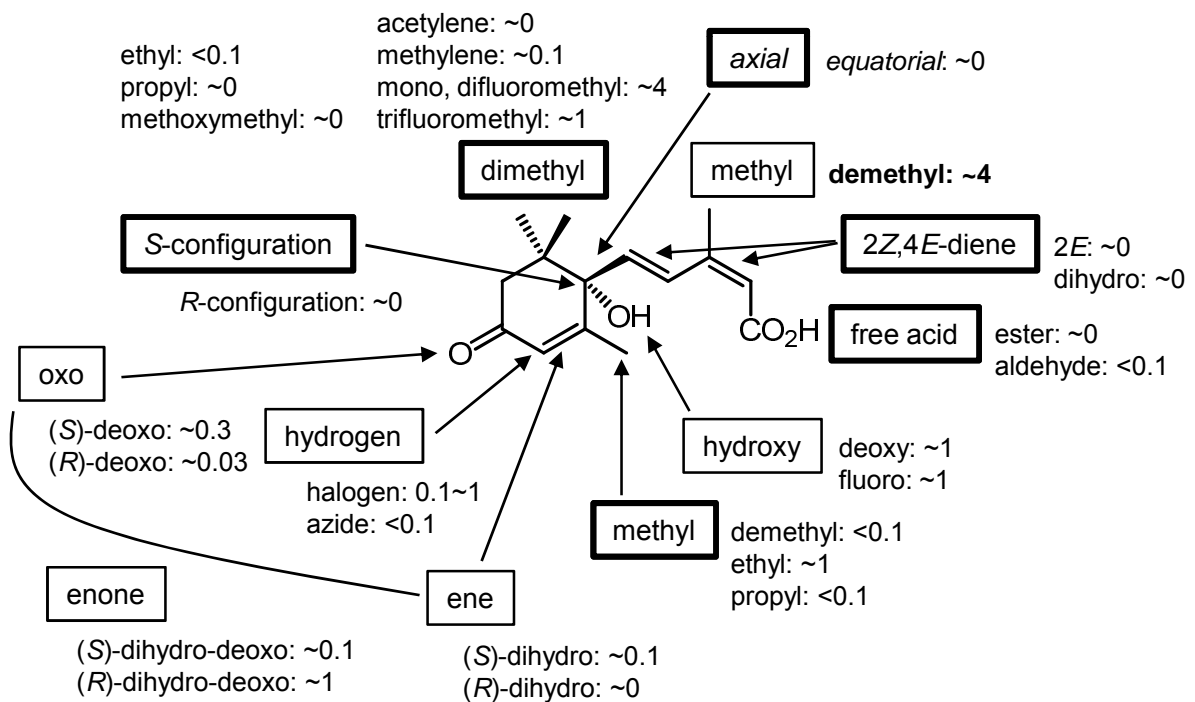 acetylene: ~0
ethyl: <0.1
methylene: ~0.1
axial
equatorial: ~0
propyl: ~0
mono, difluoromethyl: ~4
methoxymethyl: ~0
trifluoromethyl: ~1
dimethyl
methyl
demethyl: ~4
S-configuration
2Z,4E-diene
2E: ~0
R-configuration: ~0
dihydro: ~0
OH
CO2H
free acid
ester: ~0
O
aldehyde: <0.1
oxo
(S)-deoxo: ~0.3
hydrogen
hydroxy
deoxy: ~1
(R)-deoxo: ~0.03
fluoro: ~1
halogen: 0.1~1
azide: <0.1
methyl
demethyl: <0.1
ethyl: ~1
enone
ene
propyl: <0.1
(S)-dihydro-deoxo: ~0.1
(S)-dihydro: ~0.1
(R)-dihydro-deoxo: ~1
(R)-dihydro: ~0